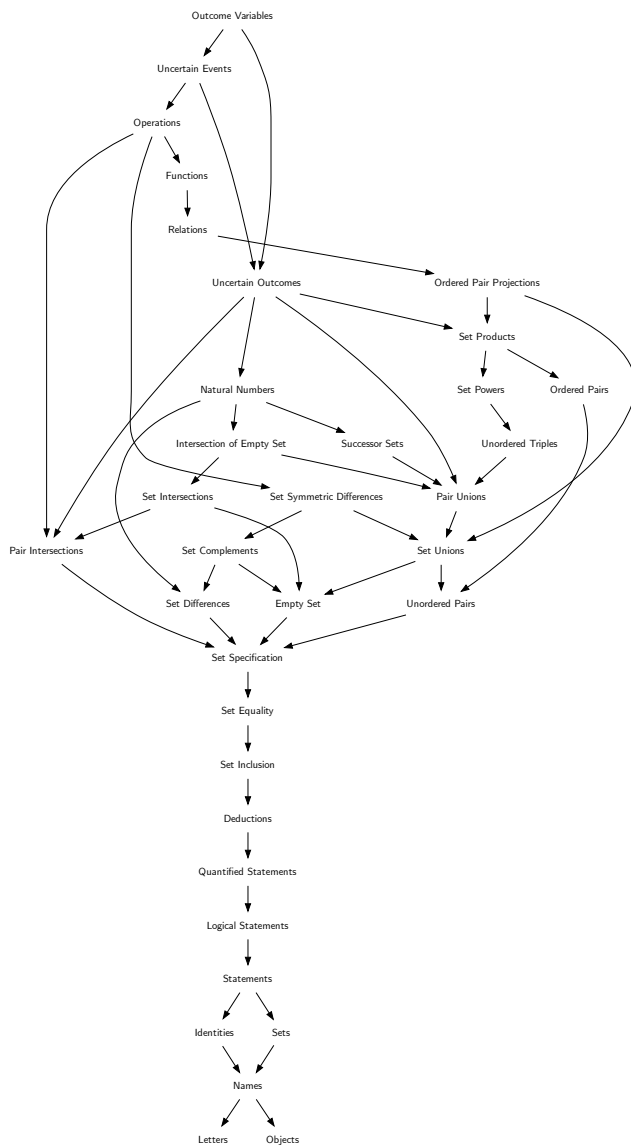 Outcome Variables
Uncertain Events
Operations
Functions
Relations
Uncertain Outcomes
Ordered Pair Projections
Set Products
Natural Numbers
Set Powers
Ordered Pairs
Intersection of Empty Set
Successor Sets
Unordered Triples
Set Intersections
Set Symmetric Differences
Pair Unions
Pair Intersections
Set Complements
Set Unions
Set Differences
Empty Set
Unordered Pairs
Set Specification
Set Equality
Set Inclusion
Deductions
Quantified Statements
Logical Statements
Statements
Identities
Sets
Names
Letters
Objects